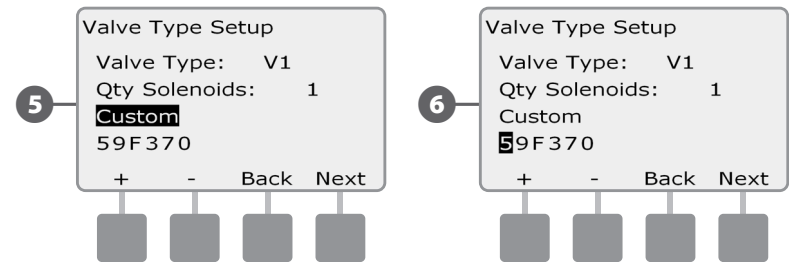 5
Valve Type Setup
Valve Type: V1
Qty Solenoids: 1
Custom
59F370
+ - Back Next
6
Valve Type Setup
Valve Type: V1
Qty Solenoids: 1
Custom
59F370
+ - Back Next